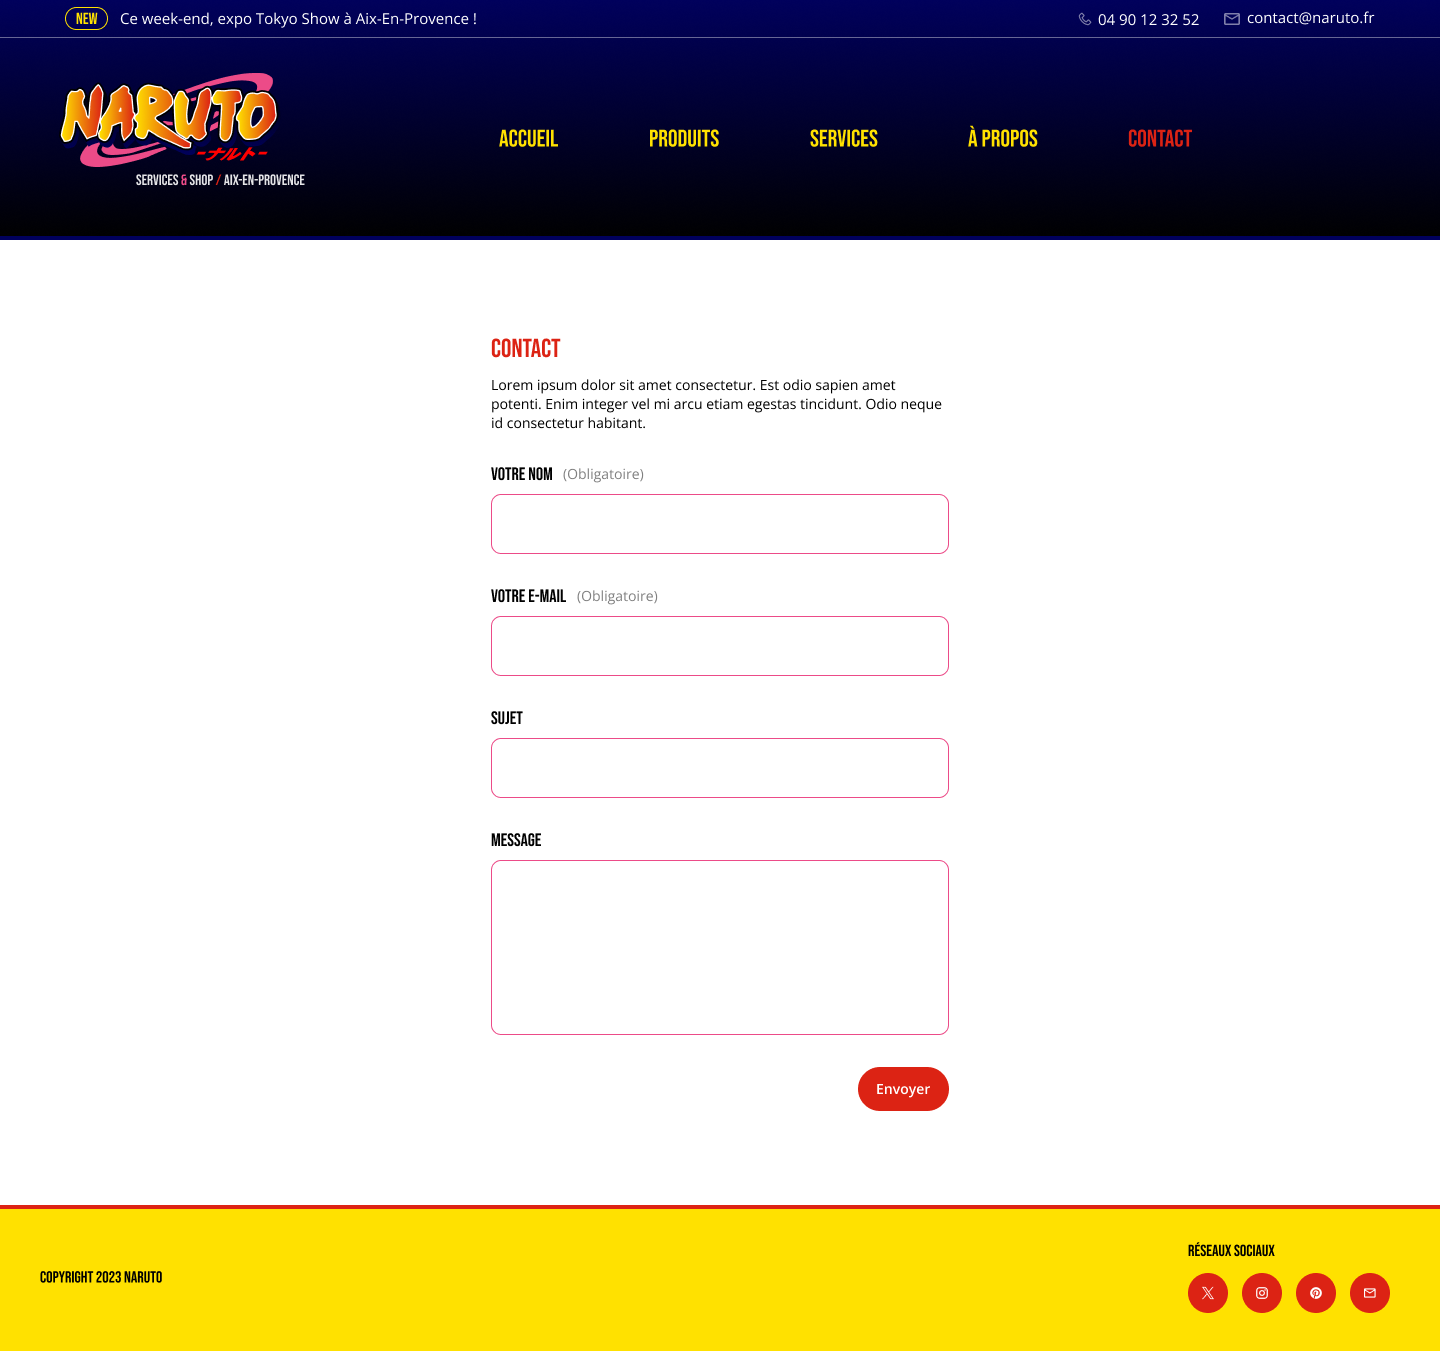 NEW Ce week-end, expo Tokyo Show à Aix-En-Provence !
04 90 12 32 52 contact@naruto.fr
NARUTO
ーナルトー
SERVICES & SHOP / AIX-EN-PROVENCE
ACCUEIL PRODUITS SERVICES À PROPOS CONTACT
CONTACT
Lorem ipsum dolor sit amet consectetur. Est odio sapien amet
potenti. Enim integer vel mi arcu etiam egestas tincidunt. Odio neque
id consectetur habitant.
VOTRE NOM (Obligatoire)
VOTRE E-MAIL (Obligatoire)
SUJET
MESSAGE
Envoyer
COPYRIGHT 2023 NARUTO
RÉSEAUX SOCIAUX